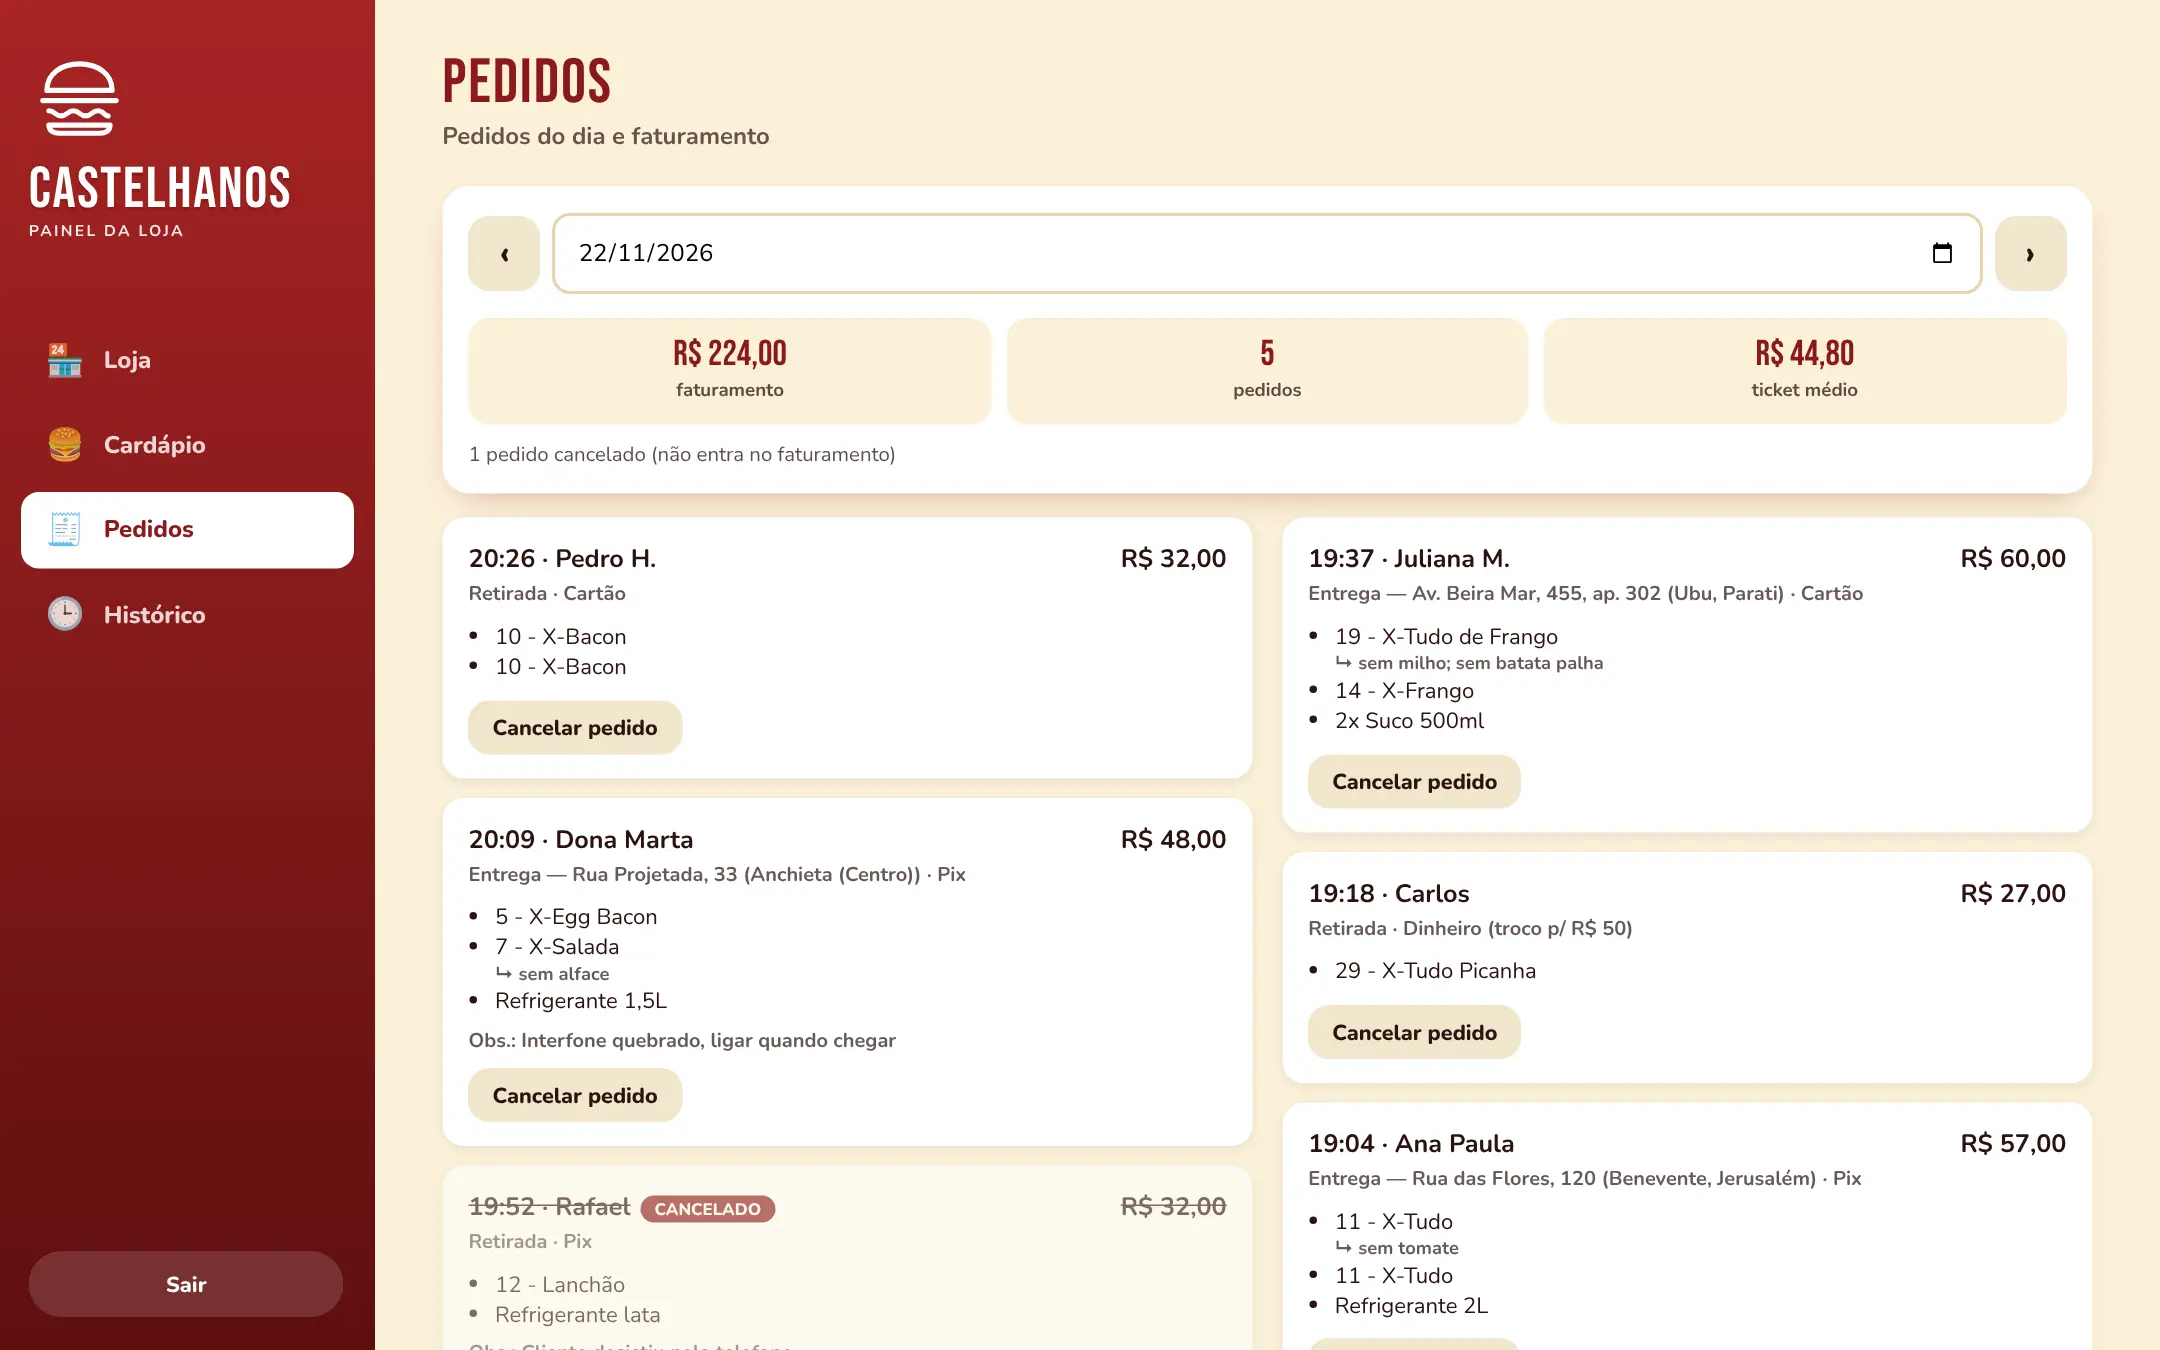 CASTELHANOS
PAINEL DA LOJA
Loja
Cardápio
Pedidos
Histórico
Sair
PEDIDOS
Pedidos do dia e faturamento
‹
22/11/2026
›
R$ 224,00
faturamento
5
pedidos
R$ 44,80
ticket médio
1 pedido cancelado (não entra no faturamento)
20:26 · Pedro H.
R$ 32,00
Retirada · Cartão
• 10 - X-Bacon
• 10 - X-Bacon
Cancelar pedido
20:09 · Dona Marta
R$ 48,00
Entrega — Rua Projetada, 33 (Anchieta (Centro)) · Pix
• 5 - X-Egg Bacon
• 7 - X-Salada
↳ sem alface
• Refrigerante 1,5L
Obs.: Interfone quebrado, ligar quando chegar
Cancelar pedido
19:52 · Rafael CANCELADO
R$ 32,00
Retirada · Pix
• 12 - Lanchão
• Refrigerante lata
19:37 · Juliana M.
R$ 60,00
Entrega — Av. Beira Mar, 455, ap. 302 (Ubu, Parati) · Cartão
• 19 - X-Tudo de Frango
↳ sem milho; sem batata palha
• 14 - X-Frango
• 2x Suco 500ml
Cancelar pedido
19:18 · Carlos
R$ 27,00
Retirada · Dinheiro (troco p/ R$ 50)
• 29 - X-Tudo Picanha
Cancelar pedido
19:04 · Ana Paula
R$ 57,00
Entrega — Rua das Flores, 120 (Benevente, Jerusalém) · Pix
• 11 - X-Tudo
↳ sem tomate
• 11 - X-Tudo
• Refrigerante 2L